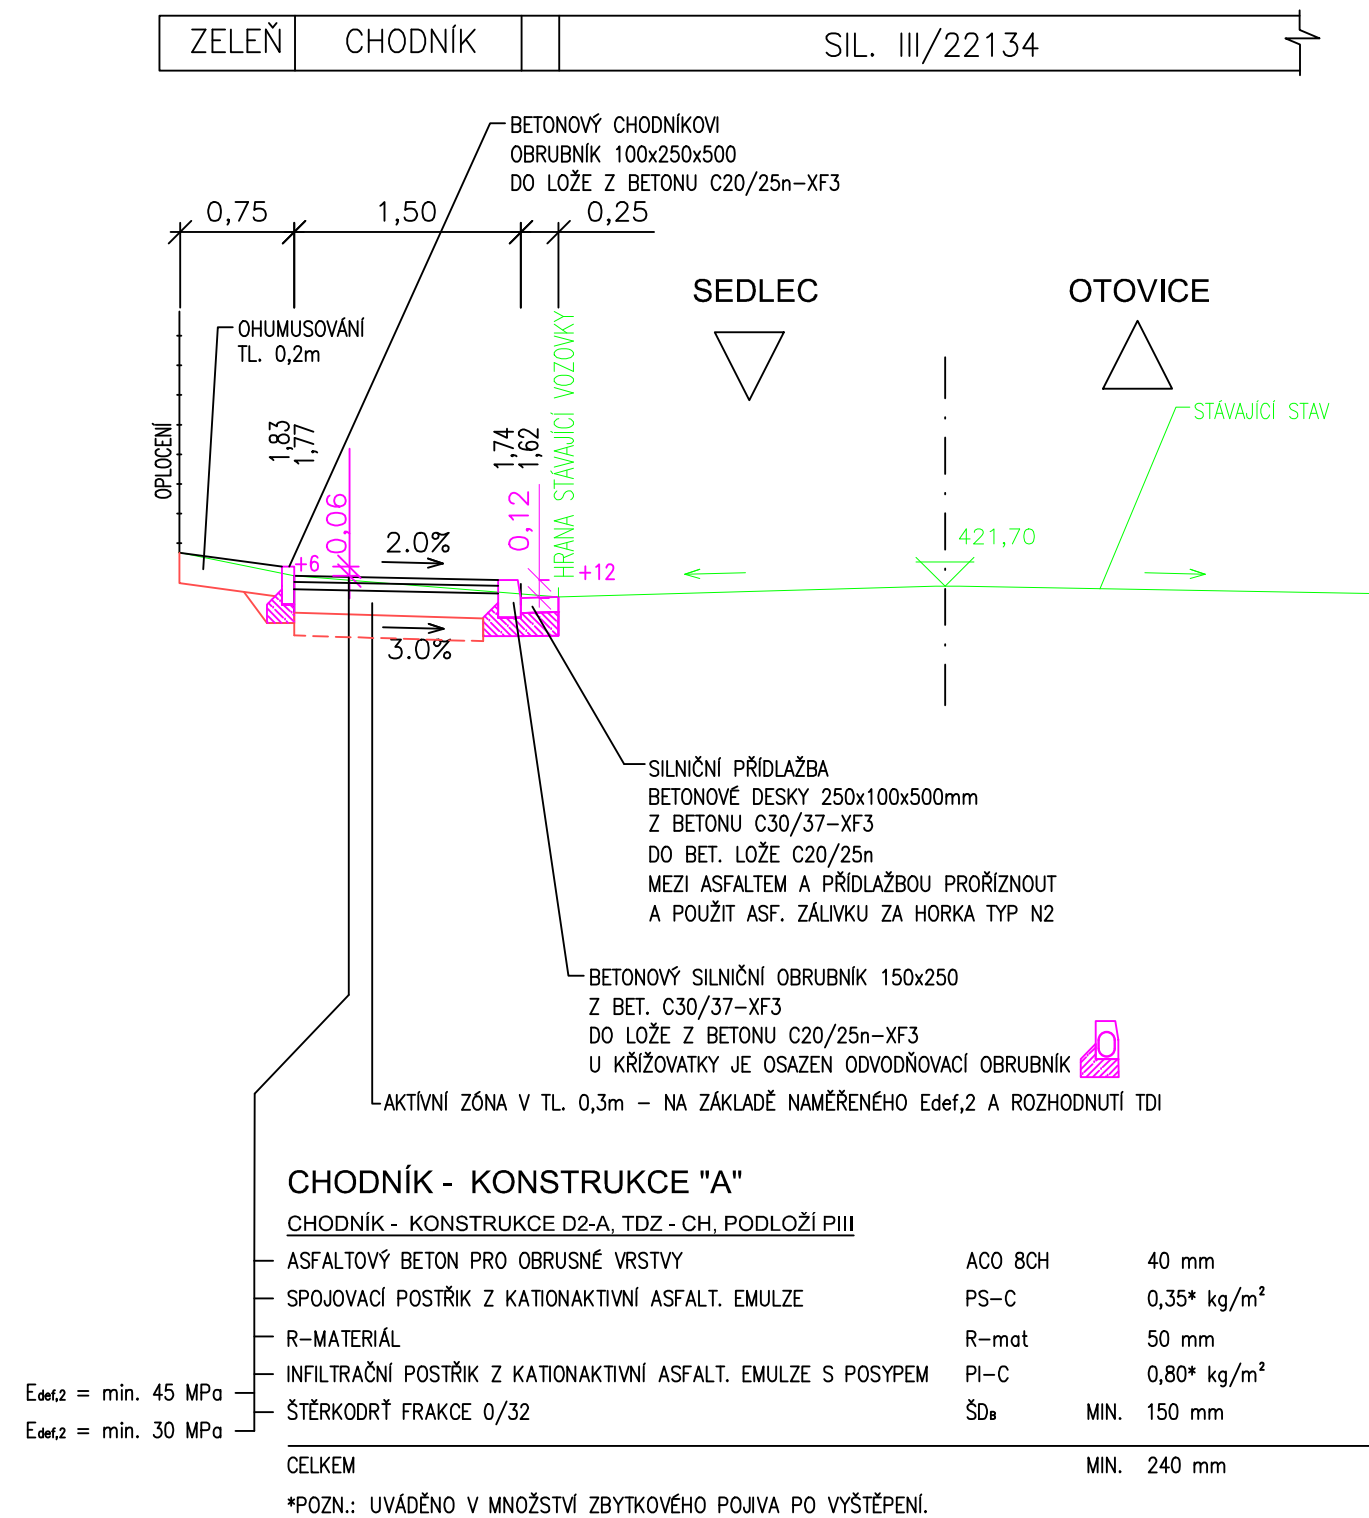 ZELEŇ CHODNÍK SIL. III/22134
BETONOVÝ CHODNÍKOVI
OBRUBNÍK 100x250x500
DO LOŽE Z BETONU C20/25n-XF3
0,75 1,50 0,25
SEDLEC OTOVICE
OHUMUSOVÁNÍ
TL. 0,2m
OPLOCENÍ
HRANA STÁVAJÍCÍ VOZOVKY
STÁVAJÍCÍ STAV
1,83
1,77
1,74
1,62
0,06
0,12
2.0%
421,70
+6
+12
3.0%
SILNIČNÍ PŘÍDLAŽBA
BETONOVÉ DESKY 250x100x500mm
Z BETONU C30/37-XF3
DO BET. LOŽE C20/25n
MEZI ASFALTEM A PŘÍDLAŽBOU PROŘÍZNOUT
A POUŽIT ASF. ZÁLIVKU ZA HORKA TYP N2
BETONOVÝ SILNIČNÍ OBRUBNÍK 150x250
Z BET. C30/37-XF3
DO LOŽE Z BETONU C20/25n-XF3
U KŘÍŽOVATKY JE OSAZEN ODVODŇOVACÍ OBRUBNÍK
AKTÍVNÍ ZÓNA V TL. 0,3m - NA ZÁKLADĚ NAMĚŘENÉHO Edef,2 A ROZHODNUTÍ TDI
CHODNÍK - KONSTRUKCE "A"
CHODNÍK - KONSTRUKCE D2-A, TDZ - CH, PODLOŽÍ PIII
ASFALTOVÝ BETON PRO OBRUSNÉ VRSTVY ACO 8CH 40 mm
SPOJOVACÍ POSTŘIK Z KATIONAKTIVNÍ ASFALT. EMULZE PS-C 0,35* kg/m²
R-MATERIÁL R-mat 50 mm
INFILTRAČNÍ POSTŘIK Z KATIONAKTIVNÍ ASFALT. EMULZE S POSYPEM PI-C 0,80* kg/m²
Edef,2 = min. 45 MPa
ŠTĚRKODRŤ FRAKCE 0/32 ŠDB MIN. 150 mm
Edef,2 = min. 30 MPa
CELKEM MIN. 240 mm
*POZN.: UVÁDĚNO V MNOŽSTVÍ ZBYTKOVÉHO POJIVA PO VYŠTĚPENÍ.